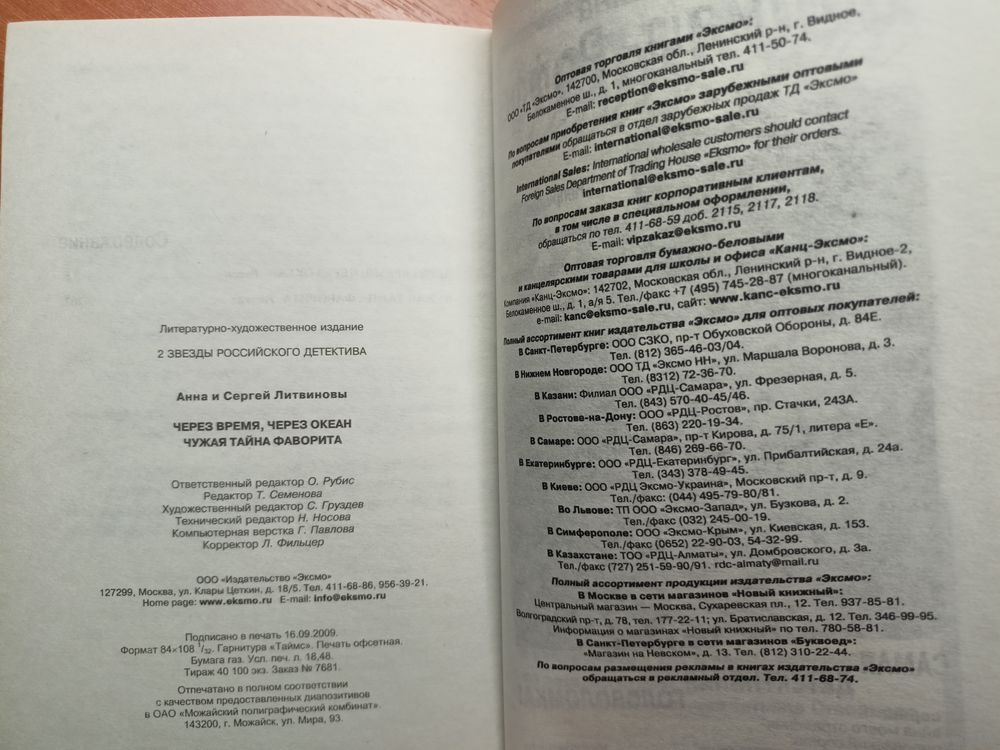 Литературно-художественное издание
2 ЗВЕЗДЫ РОССИЙСКОГО ДЕТЕКТИВА
Анна и Сергей Литвиновы
ЧЕРЕЗ ВРЕМЯ, ЧЕРЕЗ ОКЕАН
ЧУЖАЯ ТАЙНА ФАВОРИТА
Ответственный редактор О. Рубис
Редактор Т. Семенова
Художественный редактор С. Груздев
Технический редактор Н. Носова
Компьютерная верстка Г. Павлова
Корректор Л. Фильцер
ООО «Издательство «Эксмо»
127299, Москва, ул. Клары Цеткин, д. 18/5. Тел. 411-68-86, 956-39-21.
Home page: www.eksmo.ru E-mail: info@eksmo.ru
Подписано в печать 16.09.2009.
Формат 84×108 1/32. Гарнитура «Таймс». Печать офсетная.
Бумага газ. Усл. печ. л. 18,48.
Тираж 40 100 экз. Заказ № 7681.
Отпечатано в полном соответствии
с качеством предоставленных диапозитивов
в ОАО «Можайский полиграфический комбинат».
143200, г. Можайск, ул. Мира, 93.
Оптовая торговля книгами «Эксмо»:
ООО «ТД «Эксмо». 142700, Московская обл., Ленинский р-н, г. Видное,
Белокаменное ш., д. 1, многоканальный тел. 411-50-74.
E-mail: reception@eksmo-sale.ru
По вопросам приобретения книг «Эксмо» зарубежными оптовыми
покупателями обращаться в отдел зарубежных продаж ТД «Эксмо»
E-mail: international@eksmo-sale.ru
International Sales: International wholesale customers should contact
Foreign Sales Department of Trading House «Eksmo» for their orders.
international@eksmo-sale.ru
По вопросам заказа книг корпоративным клиентам,
в том числе в специальном оформлении,
обращаться по тел. 411-68-59 доб. 2115, 2117, 2118.
E-mail: vipzakaz@eksmo.ru
Оптовая торговля бумажно-беловыми
и канцелярскими товарами для школы и офиса «Канц-Эксмо»:
Компания «Канц-Эксмо»: 142702, Московская обл., Ленинский р-н, г. Видное-2,
Белокаменное ш., д. 1, а/я 5. Тел./факс +7 (495) 745-28-87 (многоканальный).
e-mail: kanc@eksmo-sale.ru, сайт: www.kanc-eksmo.ru
Полный ассортимент книг издательства «Эксмо» для оптовых покупателей:
В Санкт-Петербурге: ООО СЗКО, пр-т Обуховской Обороны, д. 84Е.
Тел. (812) 365-46-03/04.
В Нижнем Новгороде: ООО ТД «Эксмо НН», ул. Маршала Воронова, д. 3.
Тел. (8312) 72-36-70.
В Казани: Филиал ООО «РДЦ-Самара», ул. Фрезерная, д. 5.
Тел. (843) 570-40-45/46.
В Ростове-на-Дону: ООО «РДЦ-Ростов», пр. Стачки, 243А.
Тел. (863) 220-19-34.
В Самаре: ООО «РДЦ-Самара», пр-т Кирова, д. 75/1, литера «Е».
Тел. (846) 269-66-70.
В Екатеринбурге: ООО «РДЦ-Екатеринбург», ул. Прибалтийская, д. 24а.
Тел. (343) 378-49-45.
В Киеве: ООО «РДЦ Эксмо-Украина», Московский пр-т, д. 9.
Тел./факс: (044) 495-79-80/81.
Во Львове: ТП ООО «Эксмо-Запад», ул. Бузкова, д. 2.
Тел./факс (032) 245-00-19.
В Симферополе: ООО «Эксмо-Крым», ул. Киевская, д. 153.
Тел./факс (0652) 22-90-03, 54-32-99.
В Казахстане: ТОО «РДЦ-Алматы», ул. Домбровского, д. 3а.
Тел./факс (727) 251-59-90/91. rdc-almaty@mail.ru
Полный ассортимент продукции издательства «Эксмо»:
В Москве в сети магазинов «Новый книжный»:
Центральный магазин — Москва, Сухаревская пл., 12. Тел. 937-85-81.
Волгоградский пр-т, д. 78, тел. 177-22-11; ул. Братиславская, д. 12. Тел. 346-99-95.
Информация о магазинах «Новый книжный» по тел. 780-58-81.
В Санкт-Петербурге в сети магазинов «Буквоед»:
«Магазин на Невском», д. 13. Тел. (812) 310-22-44.
По вопросам размещения рекламы в книгах издательства «Эксмо»
обращаться в рекламный отдел. Тел. 411-68-74.